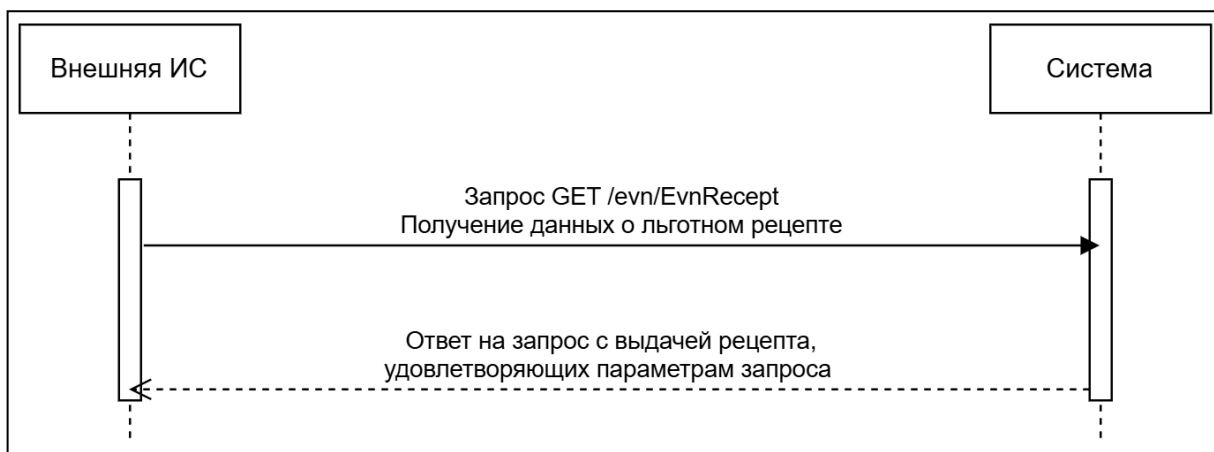 Внешняя ИС
Система
Запрос GET /evn/EvnRecept
Получение данных о льготном рецепте
Ответ на запрос с выдачей рецепта,
удовлетворяющих параметрам запроса